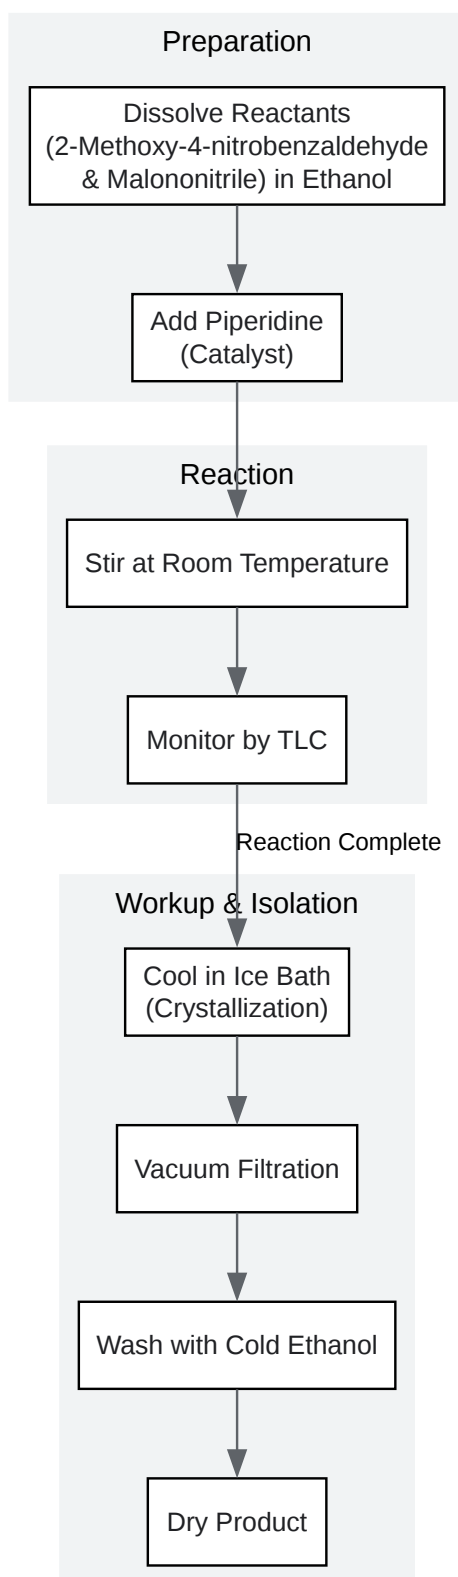 Preparation
Dissolve Reactants
(2-Methoxy-4-nitrobenzaldehyde
& Malononitrile) in Ethanol
Add Piperidine
(Catalyst)
Reaction
Stir at Room Temperature
Monitor by TLC
Reaction Complete
Workup & Isolation
Cool in Ice Bath
(Crystallization)
Vacuum Filtration
Wash with Cold Ethanol
Dry Product